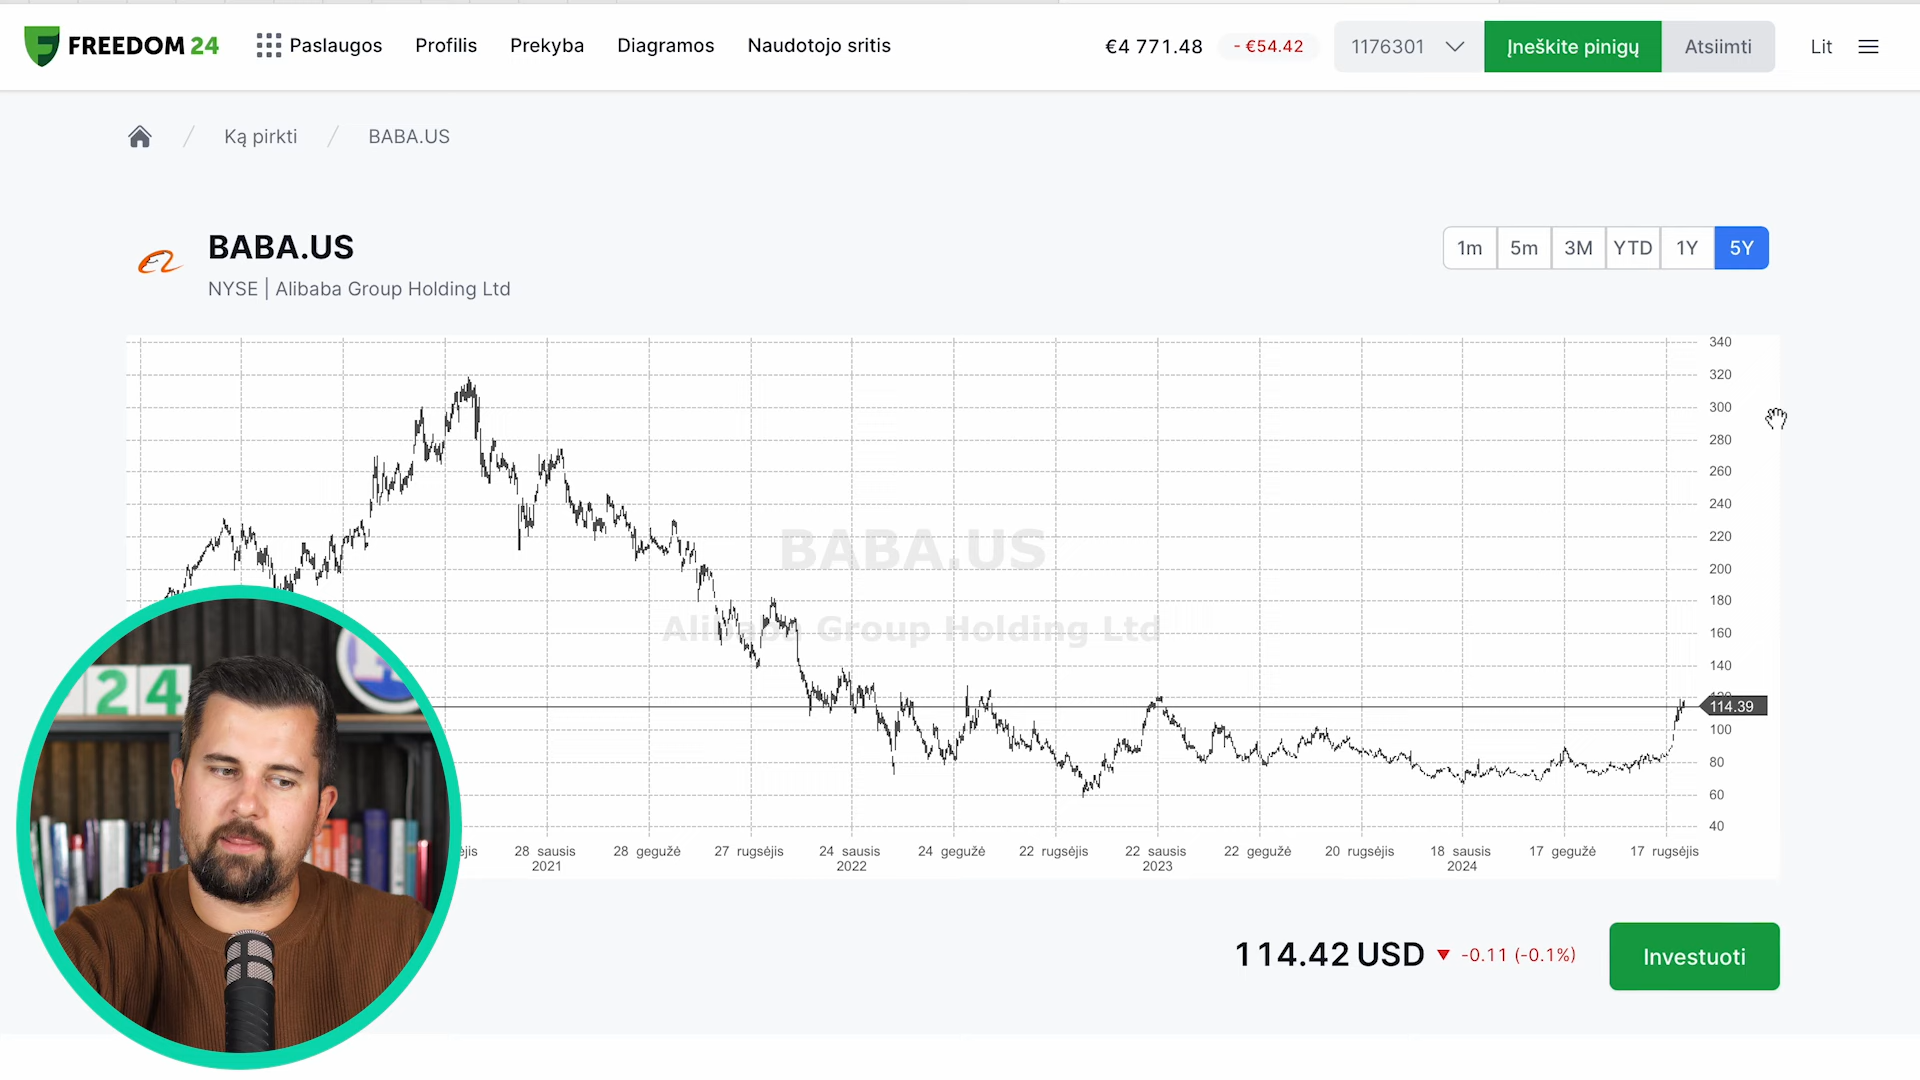 FREEDOM 24
Paslaugos
Profilis
Prekyba
Diagramos
Naudotojo sritis
€4 771.48
- €54.42
1176301
Įneškite pinigų
Atsiimti
Lit
Ką pirkti
BABA.US
BABA.US
NYSE | Alibaba Group Holding Ltd
1m
5m
3M
YTD
1Y
5Y
BABA.US
Alibaba Group Holding Ltd
340
320
300
280
260
240
220
200
180
160
140
120
114.39
100
80
60
40
28 sausis
2021
28 gegužė
27 rugsėjis
24 sausis
2022
24 gegužė
22 rugsėjis
22 sausis
2023
22 gegužė
20 rugsėjis
18 sausis
2024
17 gegužė
17 rugsėjis
24
114.42 USD
-0.11 (-0.1%)
Investuoti